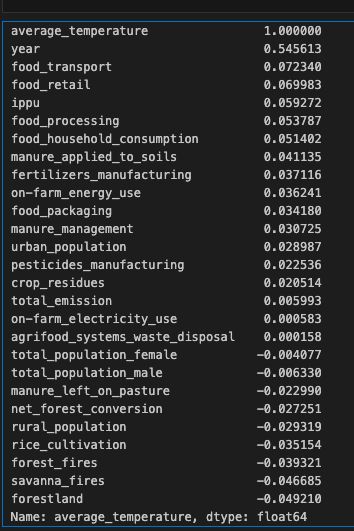 average_temperature 1.000000
year 0.545613
food_transport 0.072340
food_retail 0.069983
ippu 0.059272
food_processing 0.053787
food_household_consumption 0.051402
manure_applied_to_soils 0.041135
fertilizers_manufacturing 0.037116
on-farm_energy_use 0.036241
food_packaging 0.034180
manure_management 0.030725
urban_population 0.028987
pesticides_manufacturing 0.022536
crop_residues 0.020514
total_emission 0.005993
on-farm_electricity_use 0.000583
agrifood_systems_waste_disposal 0.000158
total_population_female -0.004077
total_population_male -0.006330
manure_left_on_pasture -0.022990
net_forest_conversion -0.027251
rural_population -0.029319
rice_cultivation -0.035154
forest_fires -0.039321
savanna_fires -0.046685
forestland -0.049210
Name: average_temperature, dtype: float64